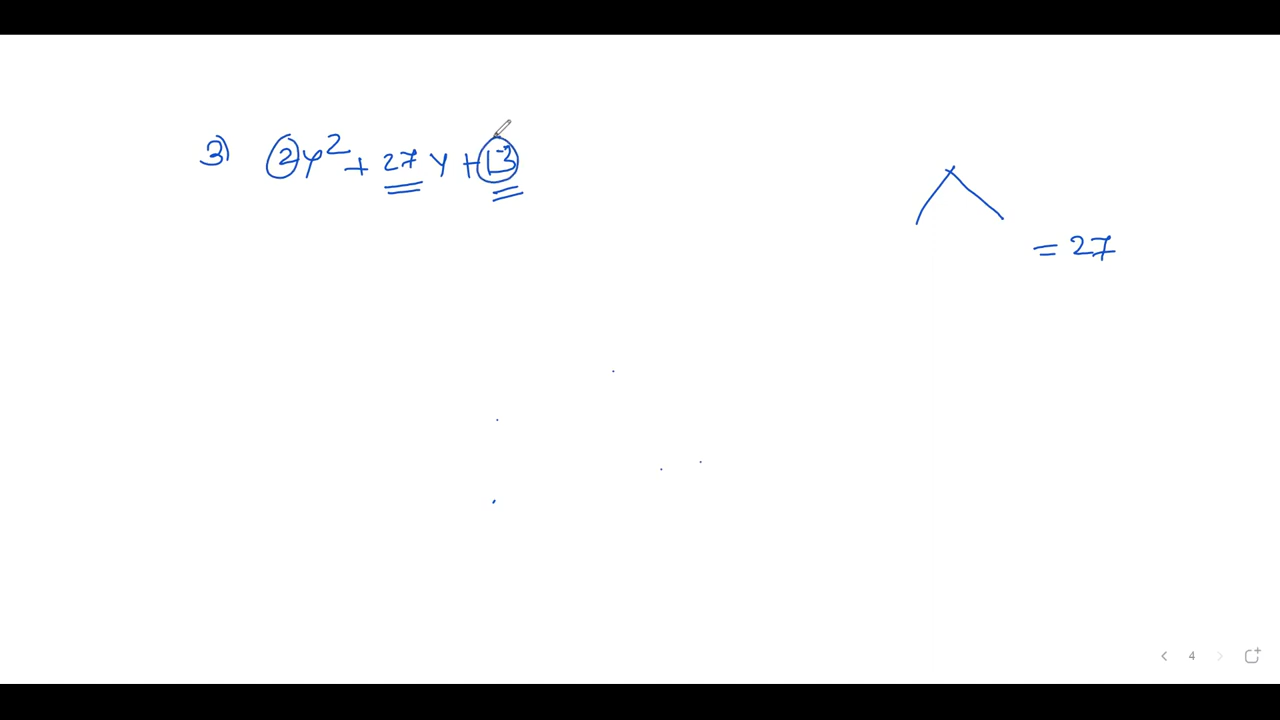 3) 2y² + 27y + 13
= 27
4